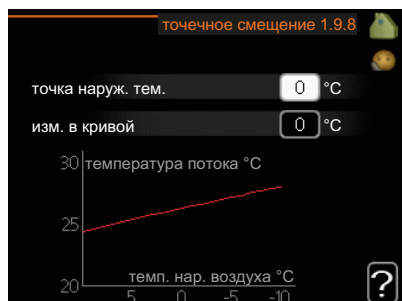 точечное смещение 1.9.8
точка наруж. тем. 0 °C
изм. в кривой 0 °C
30 температура потока °C
25
темп. нар. воздуха °C
20
5 0 -5 -10
?